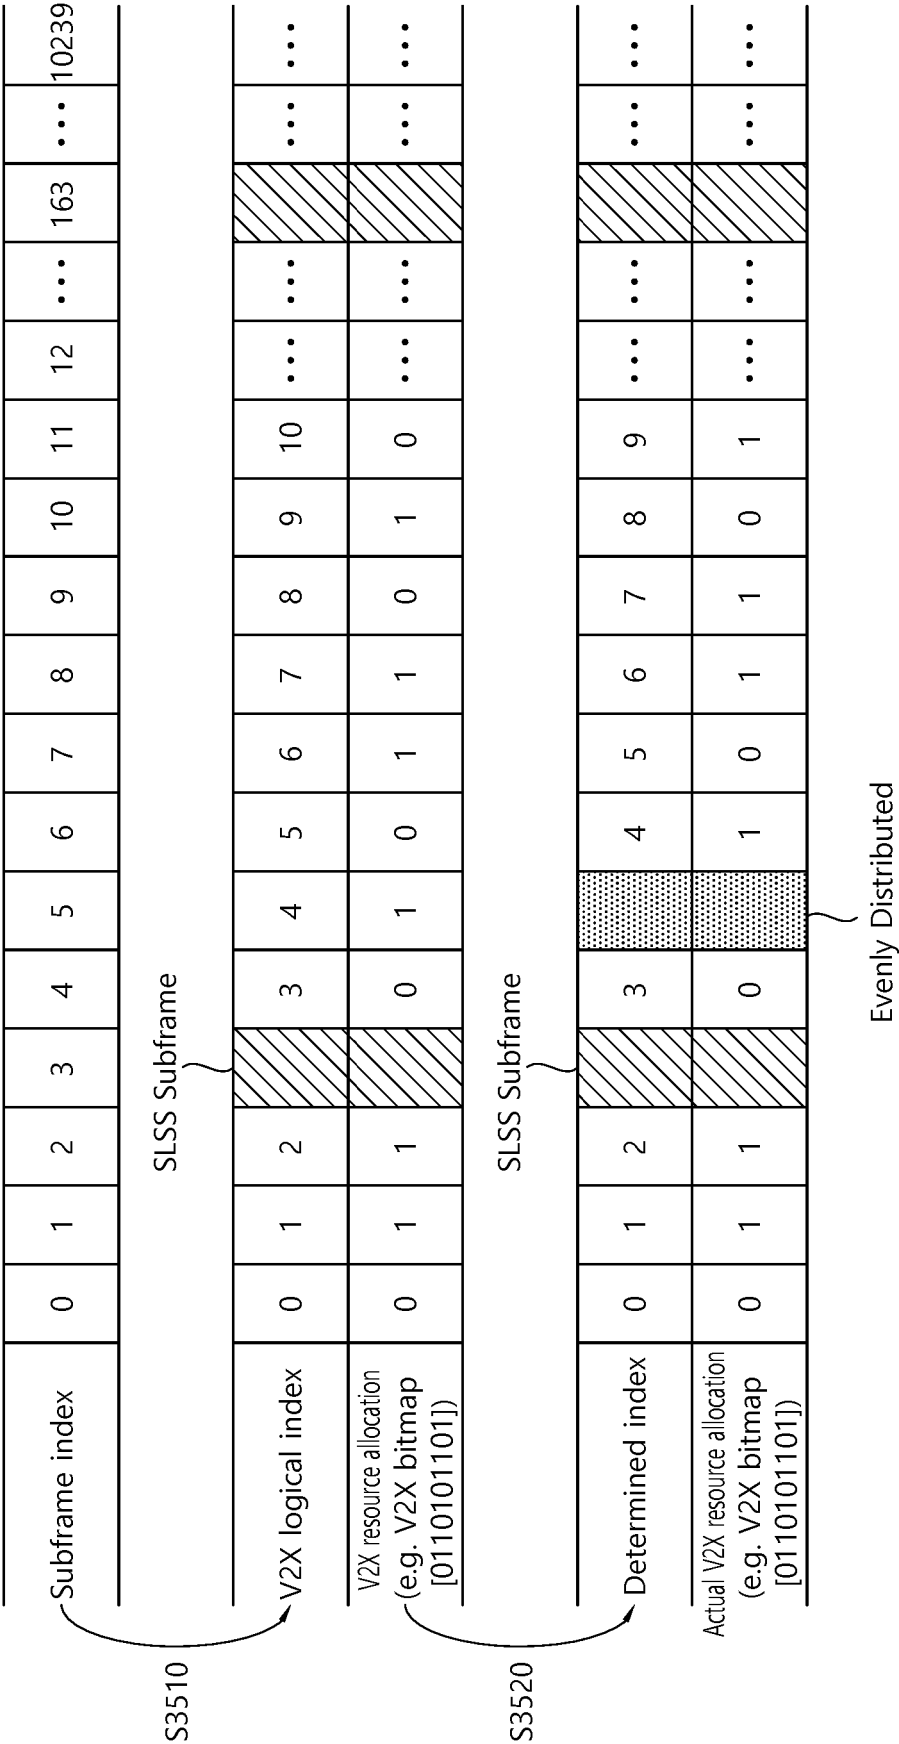 Subframe index 0 1 2 3 4 5 6 7 8 9 10 11 12 ... 163 ... 10239
S3510
SLSS Subframe
V2X logical index 0 1 2 3 4 5 6 7 8 9 10 ... ... ... ...
V2X resource allocation
(e.g. V2X bitmap
[0110101101])
0 1 1 0 1 0 1 1 0 1 0 ... ... ... ...
S3520
SLSS Subframe
Determined index 0 1 2 3 4 5 6 7 8 9 ... ... ... ...
Actual V2X resource allocation
(e.g. V2X bitmap
[0110101101])
0 1 1 0 1 0 1 1 0 1 ... ... ... ...
Evenly Distributed